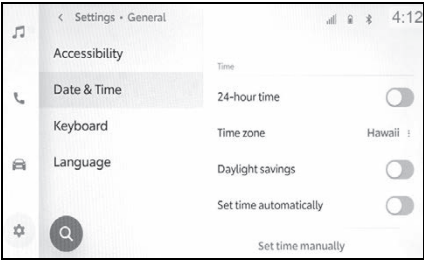 Settings • General
4:12
Accessibility
Date & Time
Keyboard
Language
Time
24-hour time
Time zone
Hawaii
Daylight savings
Set time automatically
Set time manually